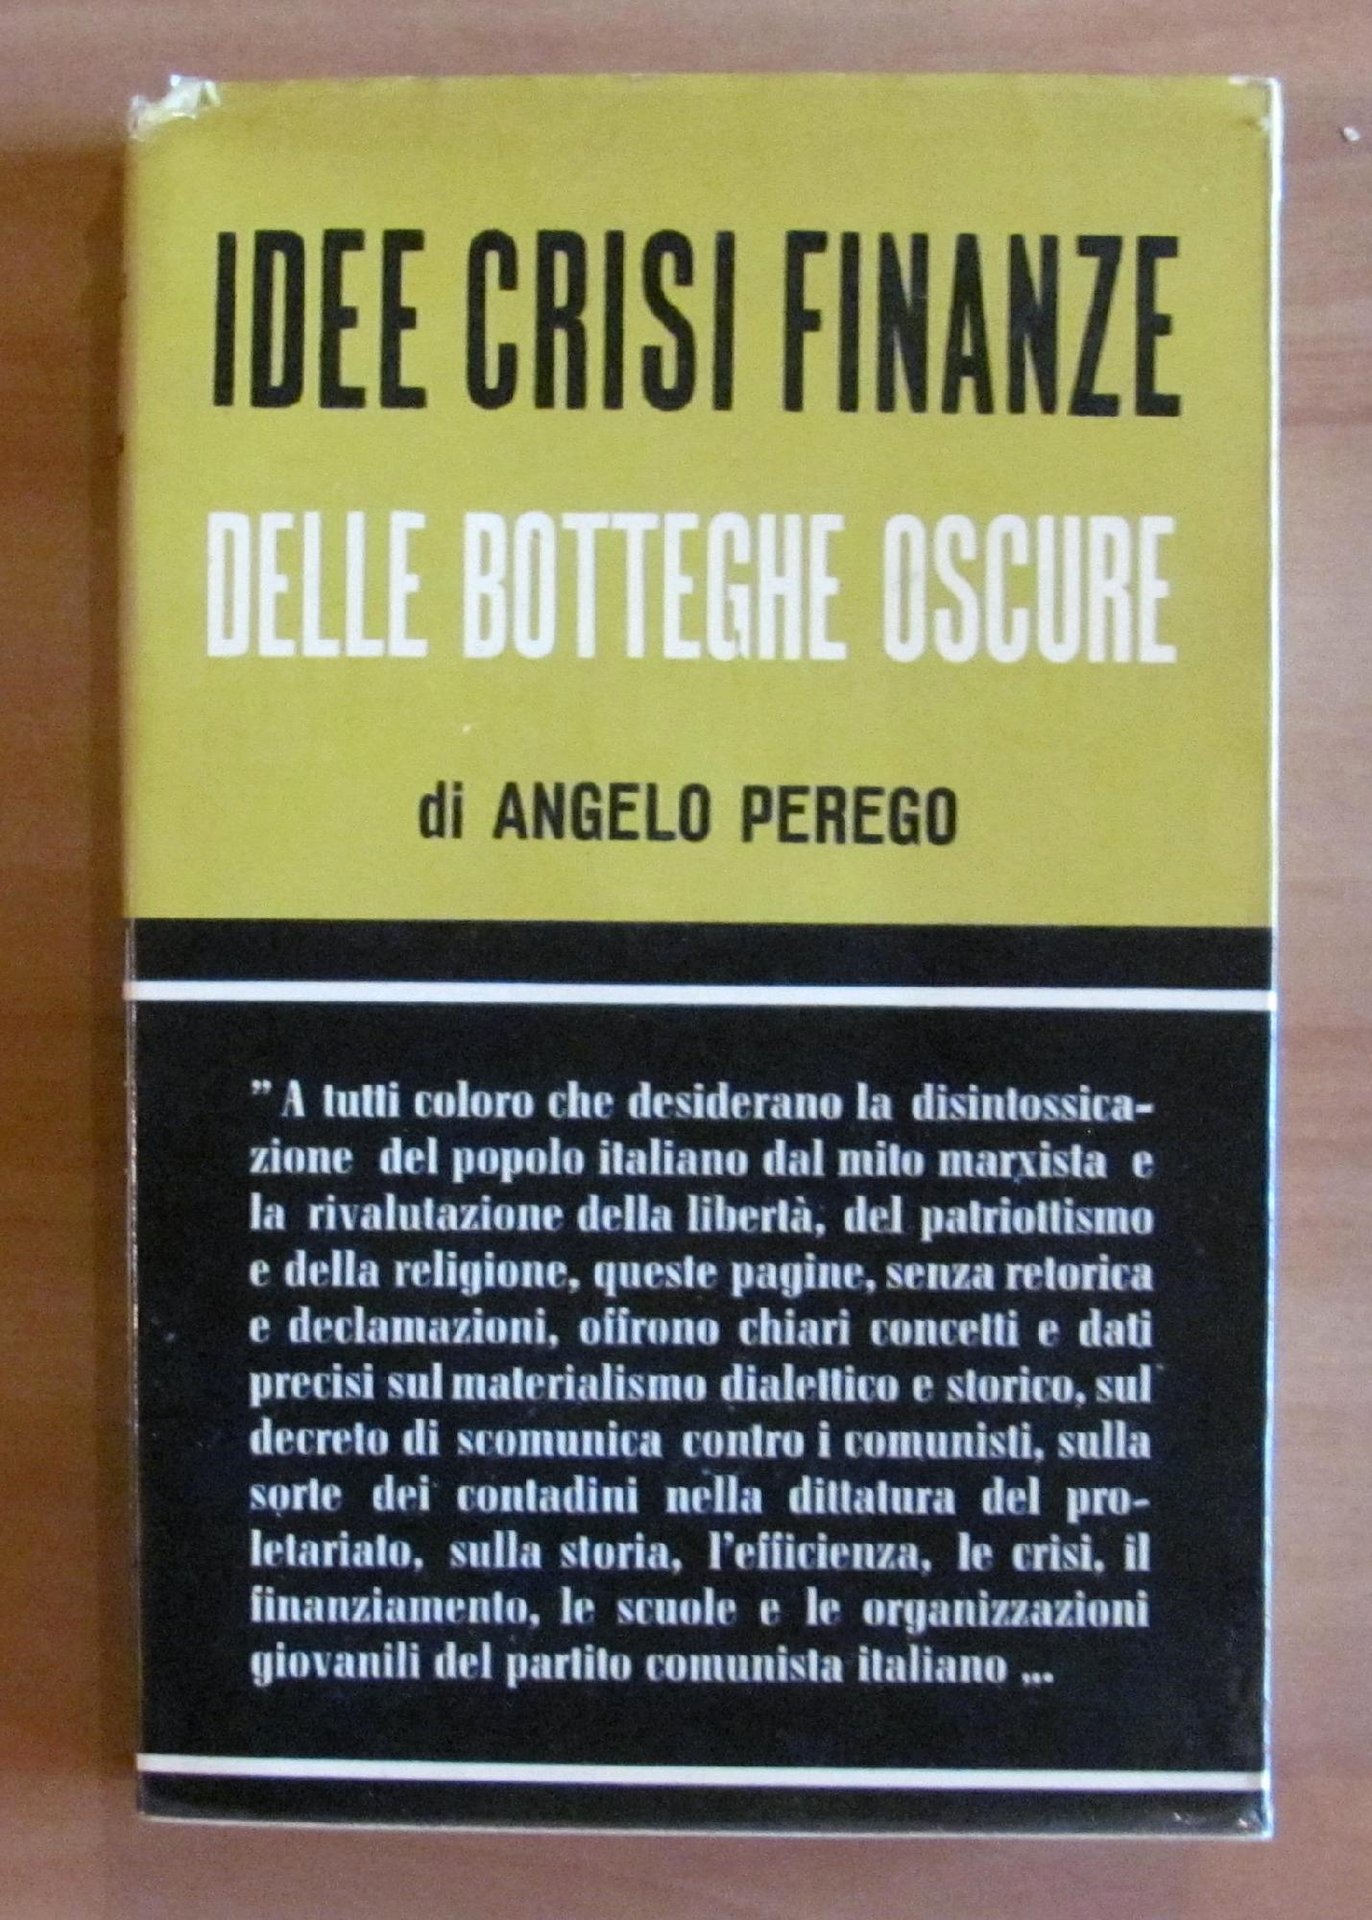 IDEE CRISI FINANZE
DELLE BOTTEGHE OSCURE
di ANGELO PEREGO
” A tutti coloro che desiderano la disintossica-
zione del popolo italiano dal mito marxista e
la rivalutazione della libertà, del patriottismo
e della religione, queste pagine, senza retorica
e declamazioni, offrono chiari concetti e dati
precisi sul materialismo dialettico e storico, sul
decreto di scomunica contro i comunisti, sulla
sorte dei contadini nella dittatura del pro-
letariato, sulla storia, l'efficienza, le crisi, il
finanziamento, le scuole e le organizzazioni
giovanili del partito comunista italiano „.